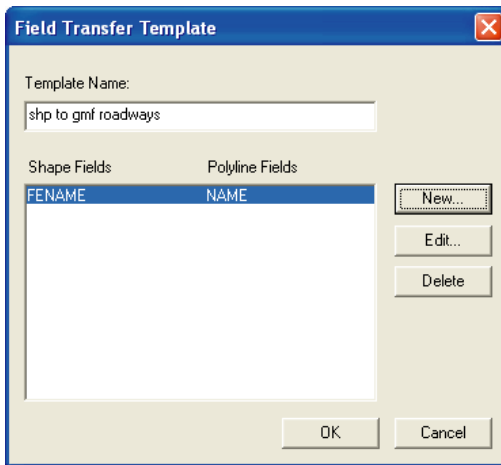 Field Transfer Template
Template Name:
shp to gmf roadways
Shape Fields Polyline Fields
FENAME NAME
New...
Edit...
Delete
OK Cancel